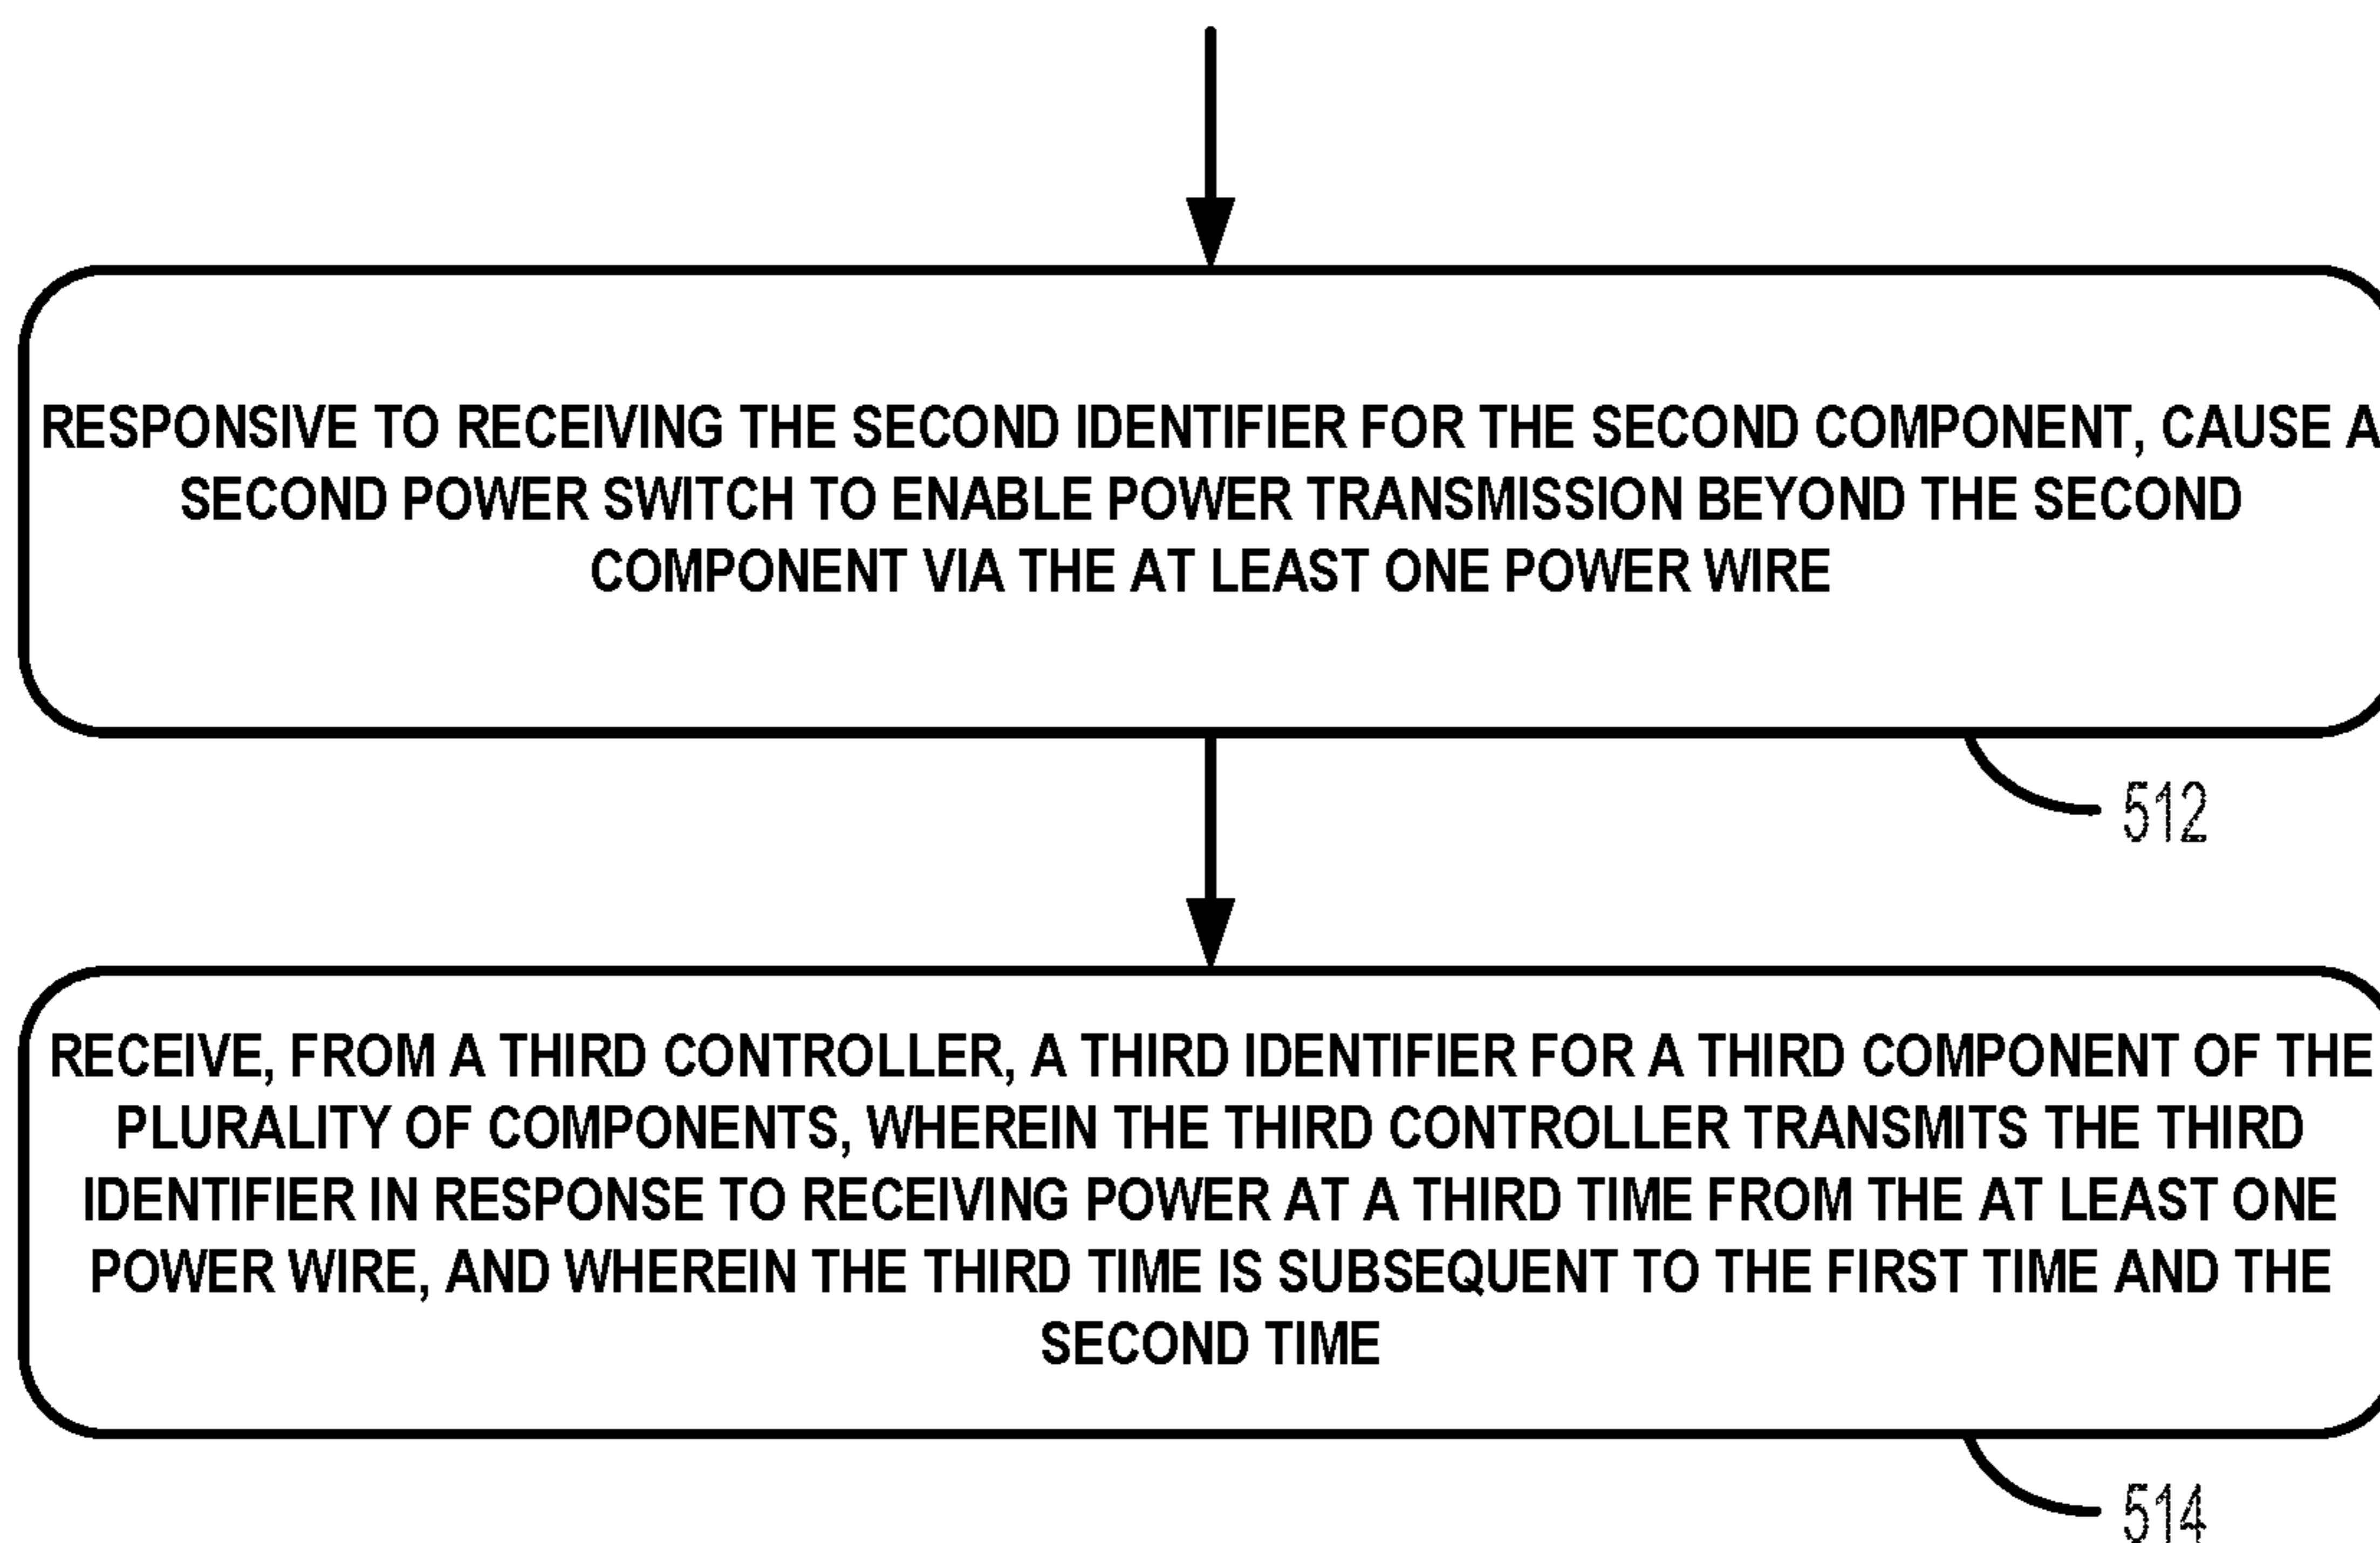 RESPONSIVE TO RECEIVING THE SECOND IDENTIFIER FOR THE SECOND COMPONENT, CAUSE A
SECOND POWER SWITCH TO ENABLE POWER TRANSMISSION BEYOND THE SECOND
COMPONENT VIA THE AT LEAST ONE POWER WIRE
512
RECEIVE, FROM A THIRD CONTROLLER, A THIRD IDENTIFIER FOR A THIRD COMPONENT OF THE
PLURALITY OF COMPONENTS, WHEREIN THE THIRD CONTROLLER TRANSMITS THE THIRD
IDENTIFIER IN RESPONSE TO RECEIVING POWER AT A THIRD TIME FROM THE AT LEAST ONE
POWER WIRE, AND WHEREIN THE THIRD TIME IS SUBSEQUENT TO THE FIRST TIME AND THE
SECOND TIME
514